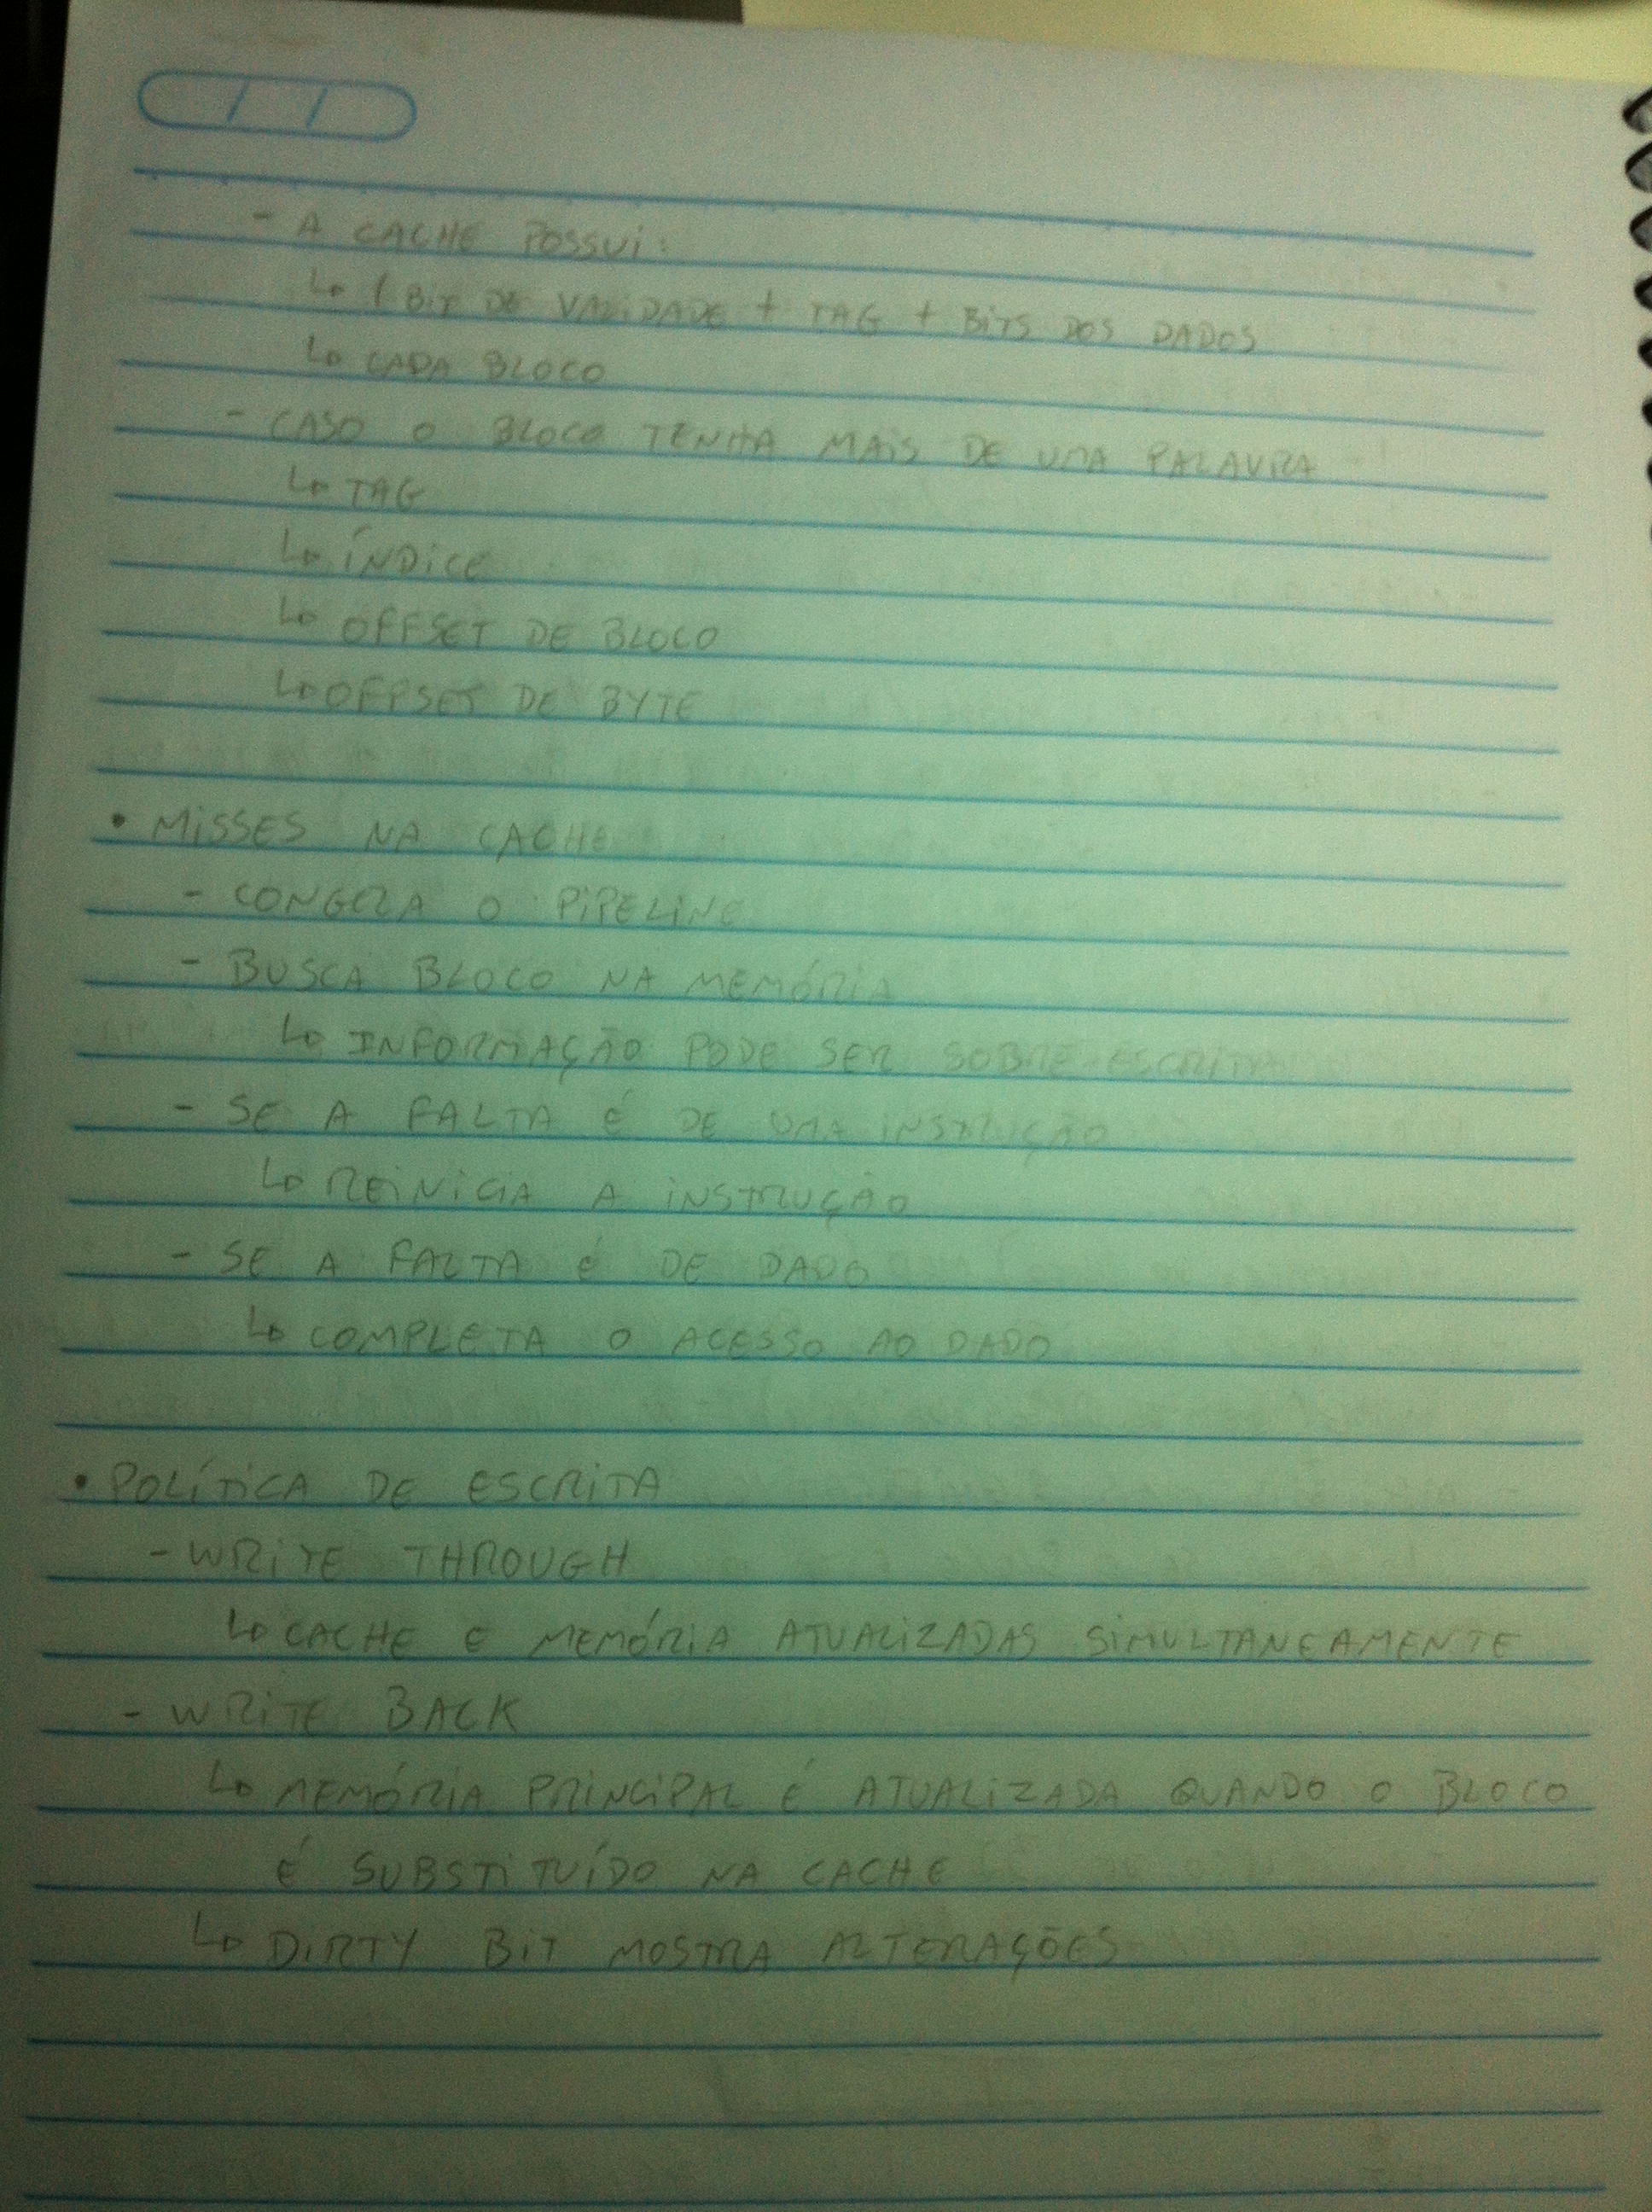 - A CACHE POSSUI:
↳ 1 BIT DE VALIDADE + TAG + BITS DOS DADOS
↳ CADA BLOCO
- CASO O BLOCO TENHA MAIS DE UMA PALAVRA
↳ TAG
↳ ÍNDICE
↳ OFFSET DE BLOCO
↳ OFFSET DE BYTE
• MISSES NA CACHE
- CONGELA O PIPELINE
- BUSCA BLOCO NA MEMÓRIA
↳ INFORMAÇÃO PODE SER SOBRE ESCRITA
- SE A FALTA É DE UMA INSTRUÇÃO
↳ REINICIA A INSTRUÇÃO
- SE A FALTA É DE DADO
↳ COMPLETA O ACESSO AO DADO
• POLÍTICA DE ESCRITA
- WRITE THROUGH
↳ CACHE E MEMÓRIA ATUALIZADAS SIMULTANEAMENTE
- WRITE BACK
↳ MEMÓRIA PRINCIPAL É ATUALIZADA QUANDO O BLOCO
É SUBSTITUÍDO NA CACHE
↳ DIRTY BIT MOSTRA ALTERAÇÕES